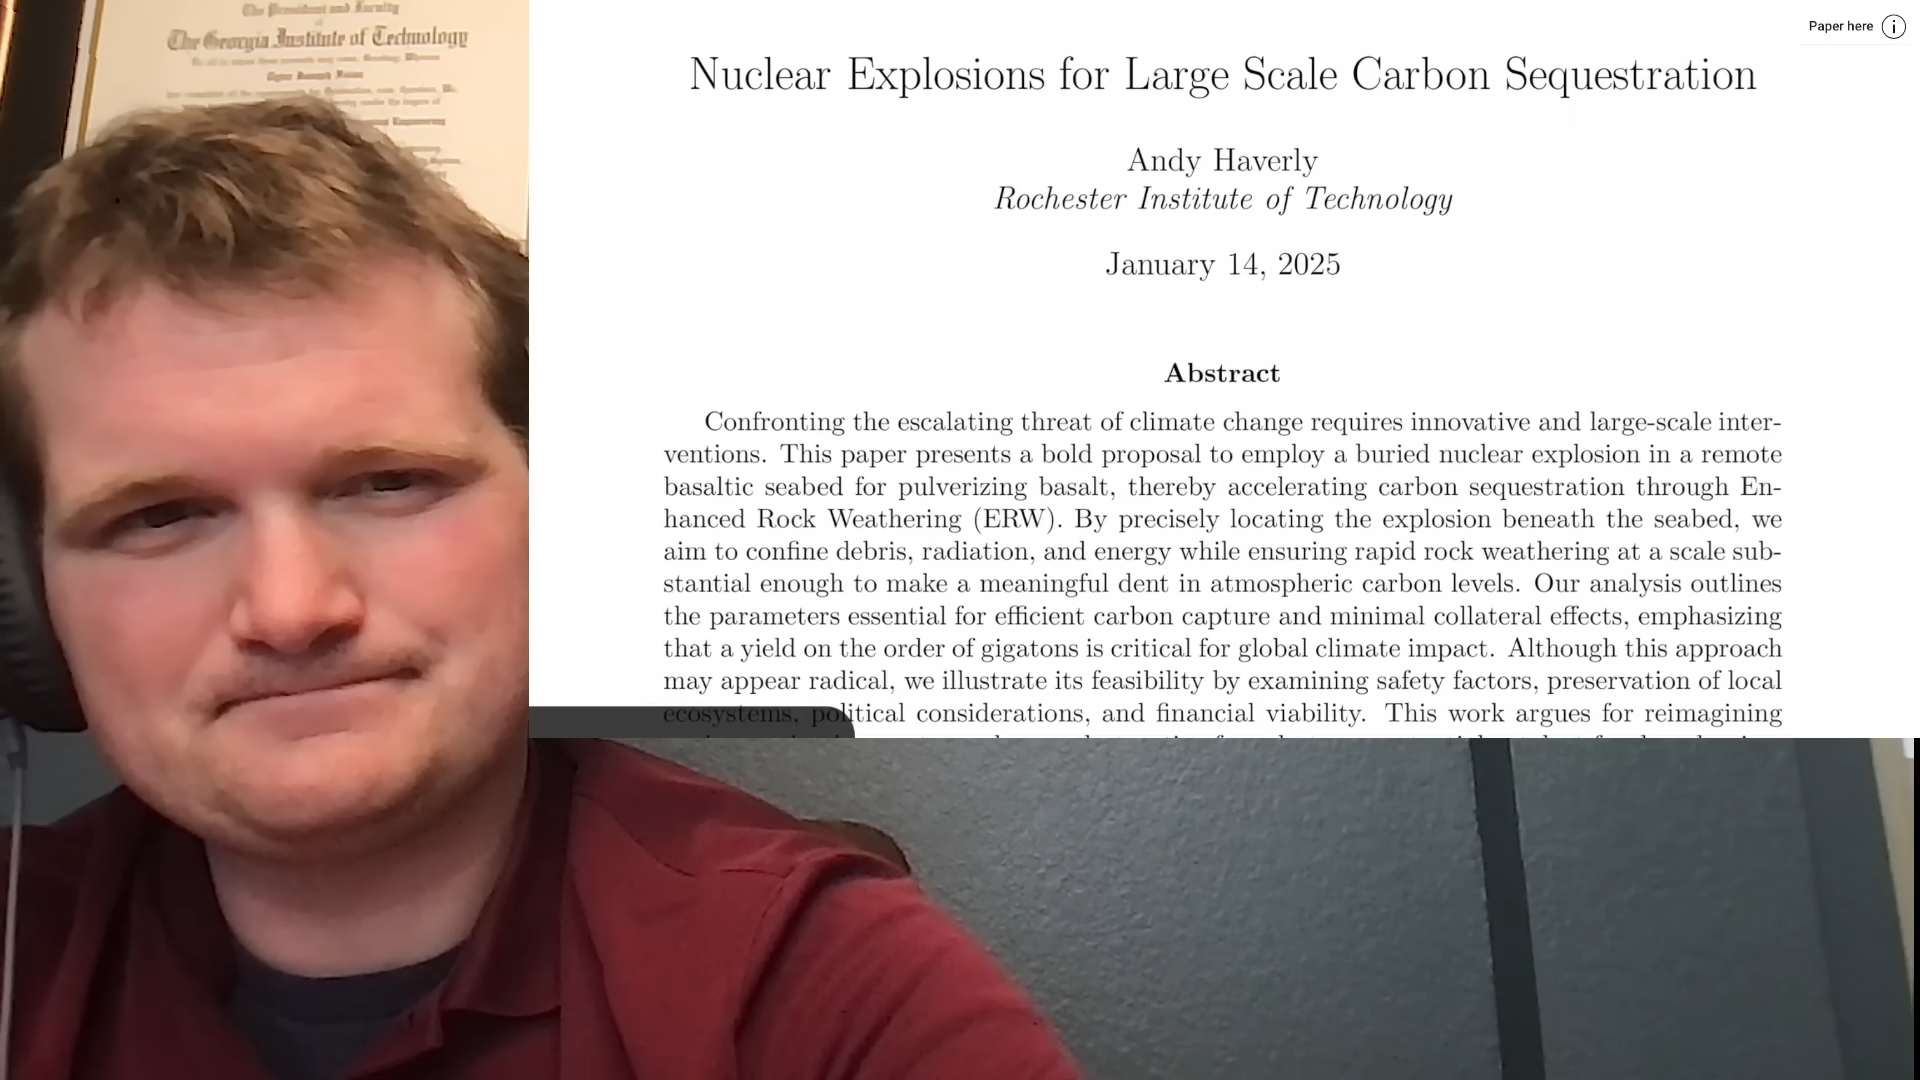 The President and Faculty
of
The Georgia Institute of Technology
Paper here
Nuclear Explosions for Large Scale Carbon Sequestration
Andy Haverly
Rochester Institute of Technology
January 14, 2025
Abstract
Confronting the escalating threat of climate change requires innovative and large-scale inter-
ventions. This paper presents a bold proposal to employ a buried nuclear explosion in a remote
basaltic seabed for pulverizing basalt, thereby accelerating carbon sequestration through En-
hanced Rock Weathering (ERW). By precisely locating the explosion beneath the seabed, we
aim to confine debris, radiation, and energy while ensuring rapid rock weathering at a scale sub-
stantial enough to make a meaningful dent in atmospheric carbon levels. Our analysis outlines
the parameters essential for efficient carbon capture and minimal collateral effects, emphasizing
that a yield on the order of gigatons is critical for global climate impact. Although this approach
may appear radical, we illustrate its feasibility by examining safety factors, preservation of local
ecosystems, political considerations, and financial viability. This work argues for reimagining